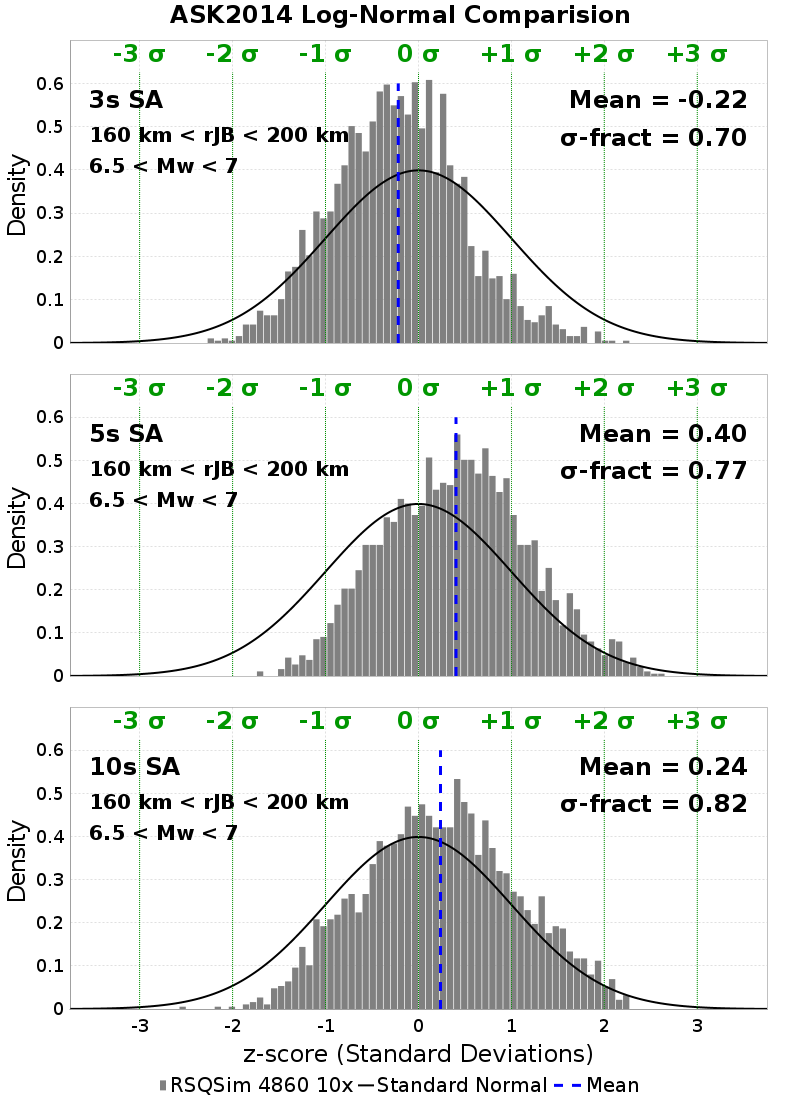 ASK2014 Log-Normal Comparision
-3 σ -2 σ -1 σ 0 σ +1 σ +2 σ +3 σ
3s SA
Mean = -0.22
160 km < rJB < 200 km
σ-fract = 0.70
6.5 < Mw < 7
Density
0.6
0.5
0.4
0.3
0.2
0.1
0
-3 σ -2 σ -1 σ 0 σ +1 σ +2 σ +3 σ
5s SA
Mean = 0.40
160 km < rJB < 200 km
σ-fract = 0.77
6.5 < Mw < 7
Density
0.6
0.5
0.4
0.3
0.2
0.1
0
-3 σ -2 σ -1 σ 0 σ +1 σ +2 σ +3 σ
10s SA
Mean = 0.24
160 km < rJB < 200 km
σ-fract = 0.82
6.5 < Mw < 7
Density
0.6
0.5
0.4
0.3
0.2
0.1
0
-3 -2 -1 0 1 2 3
z-score (Standard Deviations)
RSQSim 4860 10x Standard Normal Mean